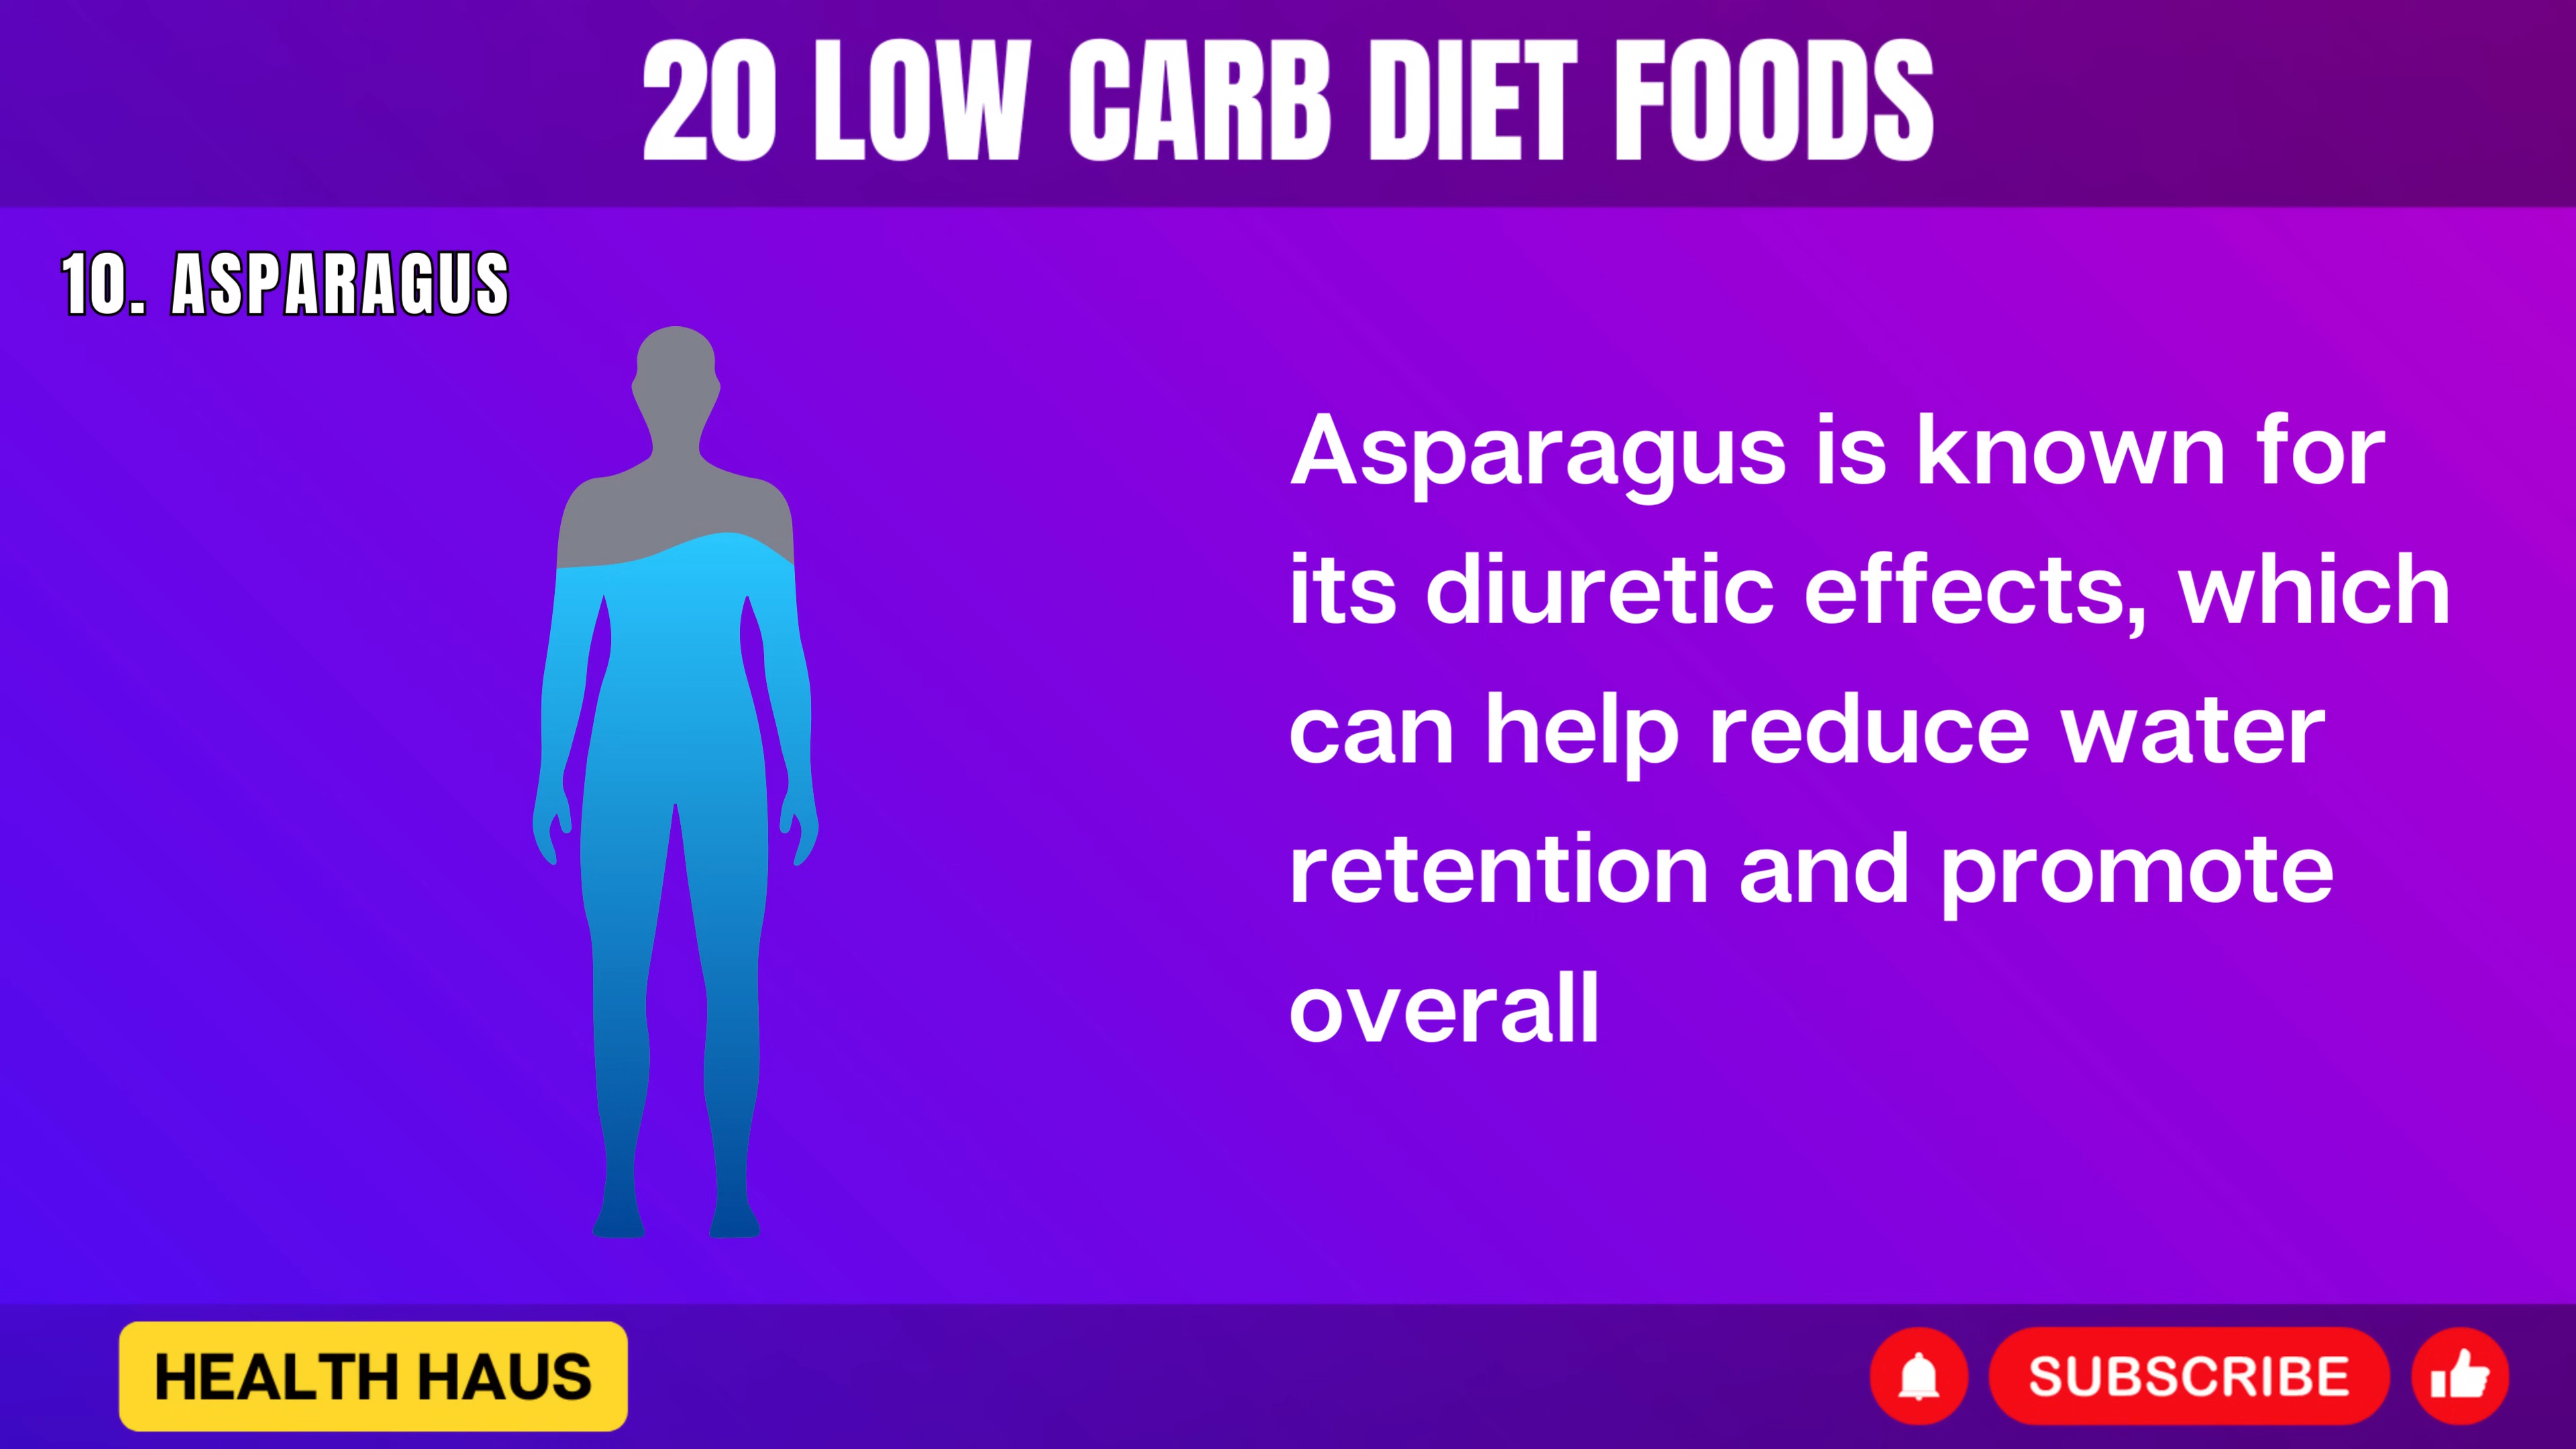 20 LOW CARB DIET FOODS
10. ASPARAGUS
Asparagus is known for
its diuretic effects, which
can help reduce water
retention and promote
overall
HEALTH HAUS
SUBSCRIBE